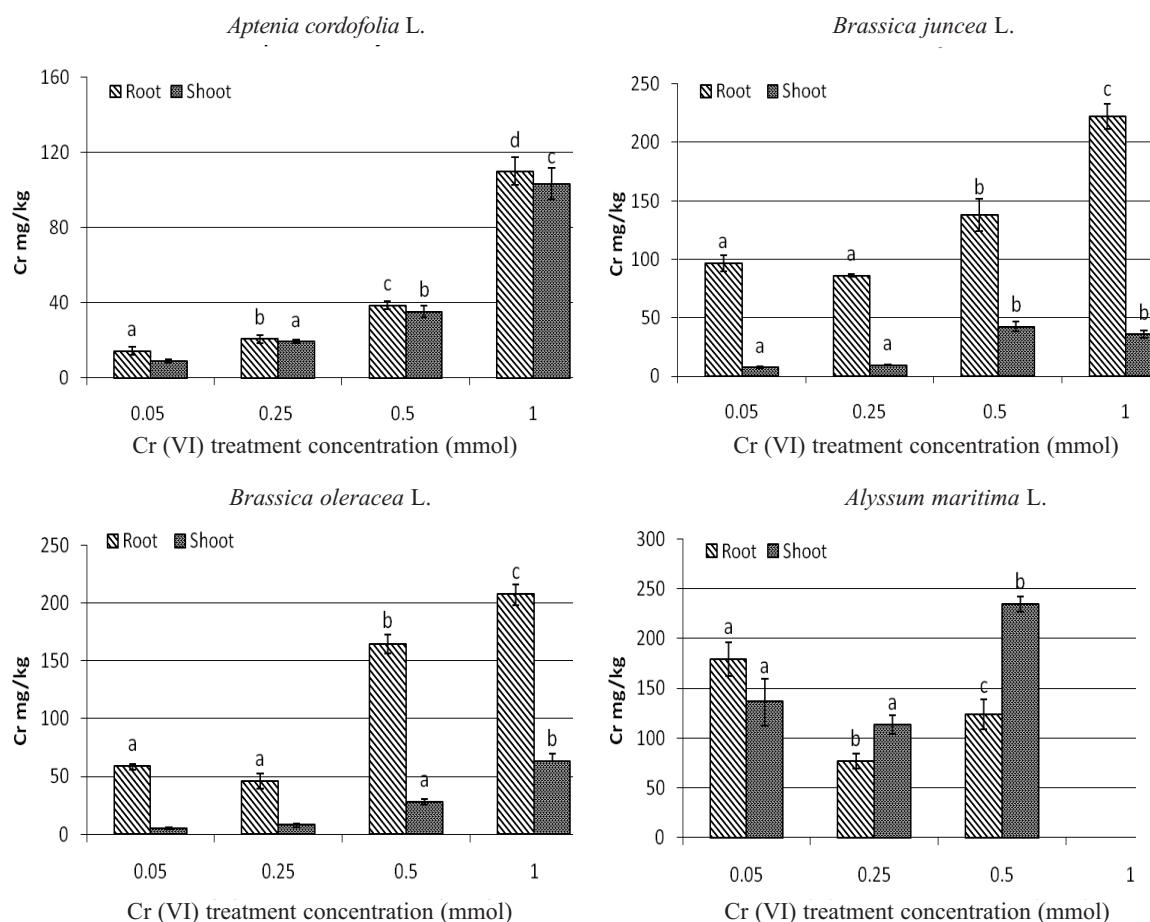 Aptenia cordofolia L.
160
120
80
40
0
Cr mg/kg
Root Shoot
a
b a
c b
d c
0.05 0.25 0.5 1
Cr (VI) treatment concentration (mmol)
Brassica juncea L.
250
200
150
100
50
0
Cr mg/kg
Root Shoot
a a
a a
b b
c b
0.05 0.25 0.5 1
Cr (VI) treatment concentration (mmol)
Brassica oleracea L.
250
200
150
100
50
0
Cr mg/kg
Root Shoot
a
a
b a
c b
0.05 0.25 0.5 1
Cr (VI) treatment concentration (mmol)
Alyssum maritima L.
300
250
200
150
100
50
0
Cr mg/kg
Root Shoot
a a
b a
c b
0.05 0.25 0.5 1
Cr (VI) treatment concentration (mmol)